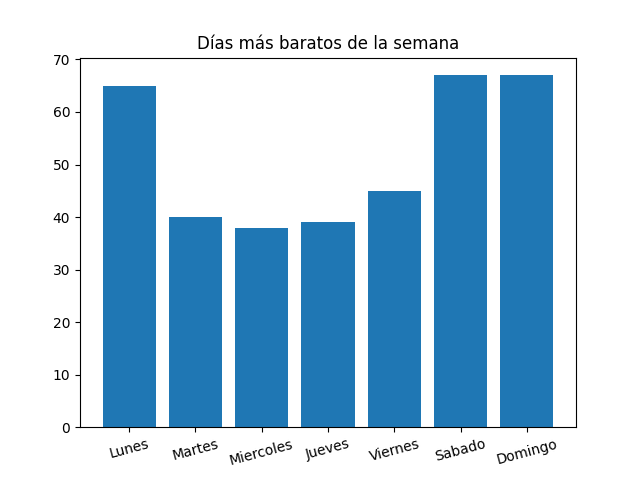 Días más baratos de la semana
70
60
50
40
30
20
10
0
Lunes
Martes
Miercoles
Jueves
Viernes
Sabado
Domingo